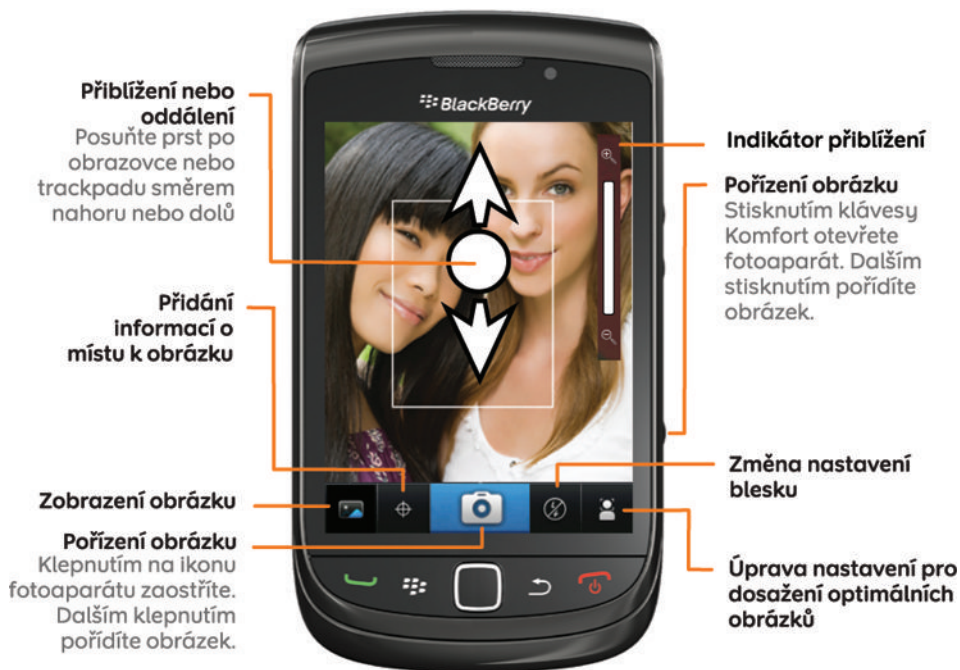 BlackBerry
Přiblížení nebo
oddálení
Posuňte prst po
obrazovce nebo
trackpadu směrem
nahoru nebo dolů
Přidání
informací o
místu k obrázku
Zobrazení obrázku
Pořízení obrázku
Klepnutím na ikonu
fotoaparátu zaostříte.
Dalším klepnutím
pořídíte obrázek.
Indikátor přiblížení
Pořízení obrázku
Stisknutím klávesy
Komfort otevřete
fotoaparát. Dalším
stisknutím pořídíte
obrázek.
Změna nastavení
blesku
Úprava nastavení pro
dosažení optimálních
obrázků